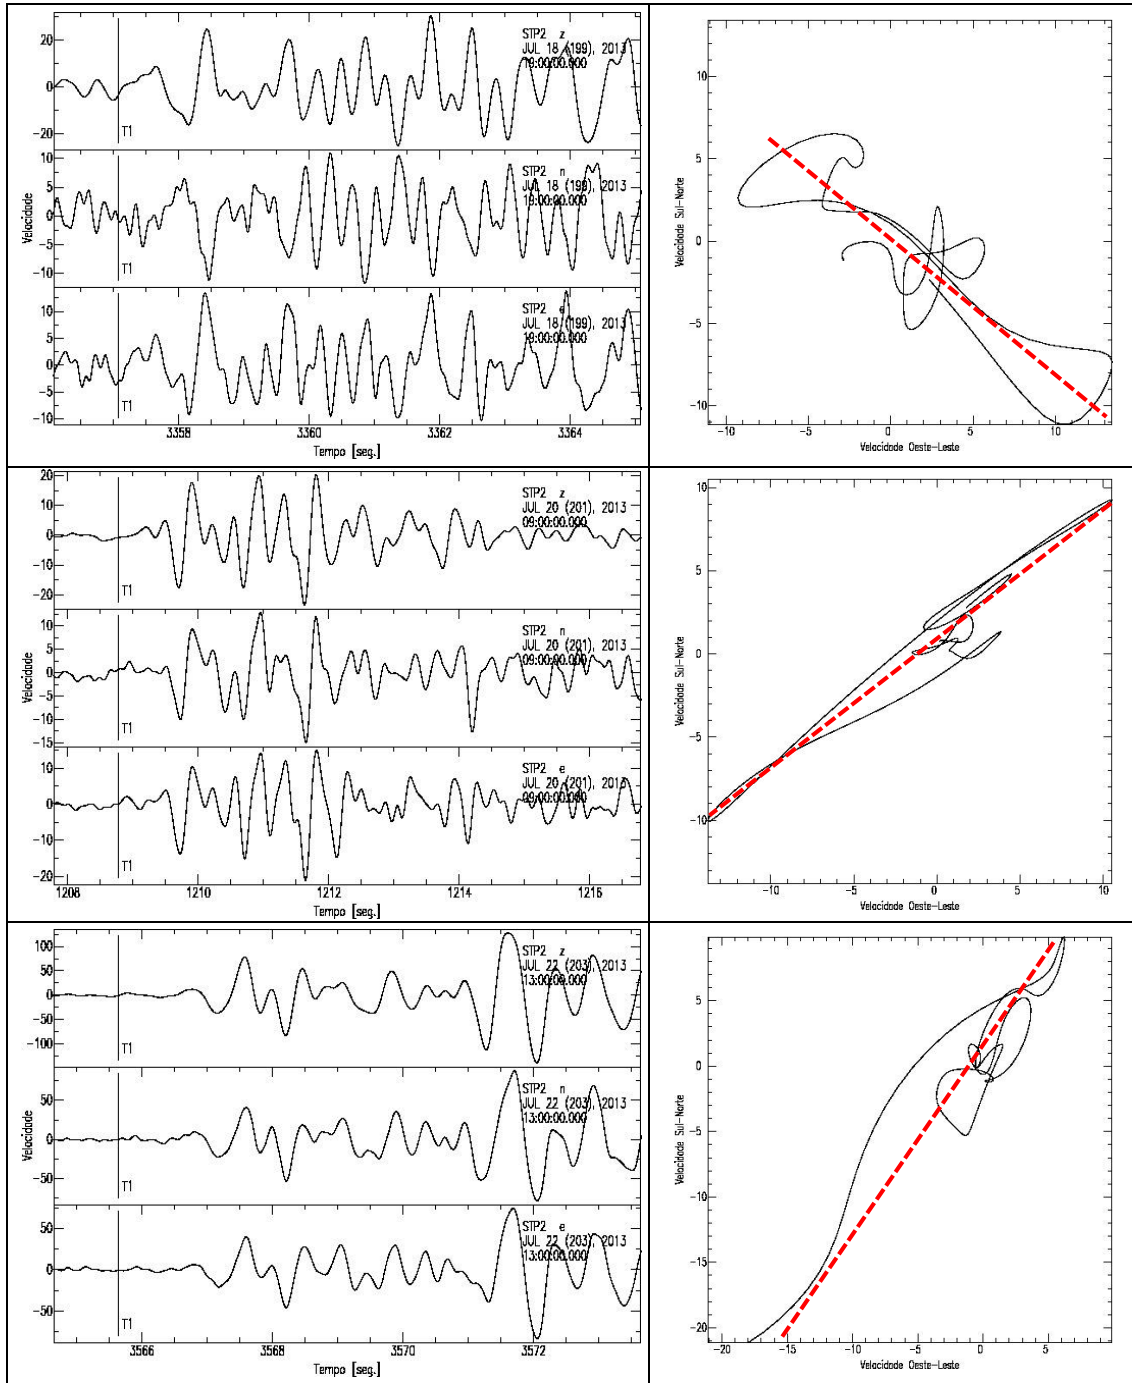 STP2 z
JUL 18 (199), 2013
19:00:00.000
20
0
−20
T1
STP2 n
JUL 18 (199), 2013
19:00:00.000
10
5
0
−5
−10
T1
Velocidade
STP2 e
JUL 18 (199), 2013
19:00:00.000
10
5
0
−5
−10
T1
3358 3360 3362 3364
Tempo [seg.]
10
5
0
−5
−10
Velocidade Sul−Norte
−10 −5 0 5 10
Velocidade Oeste−Leste
STP2 z
JUL 20 (201), 2013
09:00:00.000
20
10
0
−10
−20
T1
STP2 n
JUL 20 (201), 2013
09:00:00.000
10
5
0
−5
−10
−15
T1
Velocidade
STP2 e
JUL 20 (201), 2013
09:00:00.000
10
0
−10
−20
T1
1208 1210 1212 1214 1216
Tempo [seg.]
10
5
0
−5
−10
Velocidade Sul−Norte
−10 −5 0 5 10
Velocidade Oeste−Leste
STP2 z
JUL 22 (203), 2013
13:00:00.000
100
50
0
−50
−100
T1
STP2 n
JUL 22 (203), 2013
13:00:00.000
50
0
−50
T1
Velocidade
STP2 e
JUL 22 (203), 2013
13:00:00.000
50
0
−50
T1
3566 3568 3570 3572
Tempo [seg.]
5
0
−5
−10
−15
−20
Velocidade Sul−Norte
−20 −15 −10 −5 0 5
Velocidade Oeste−Leste